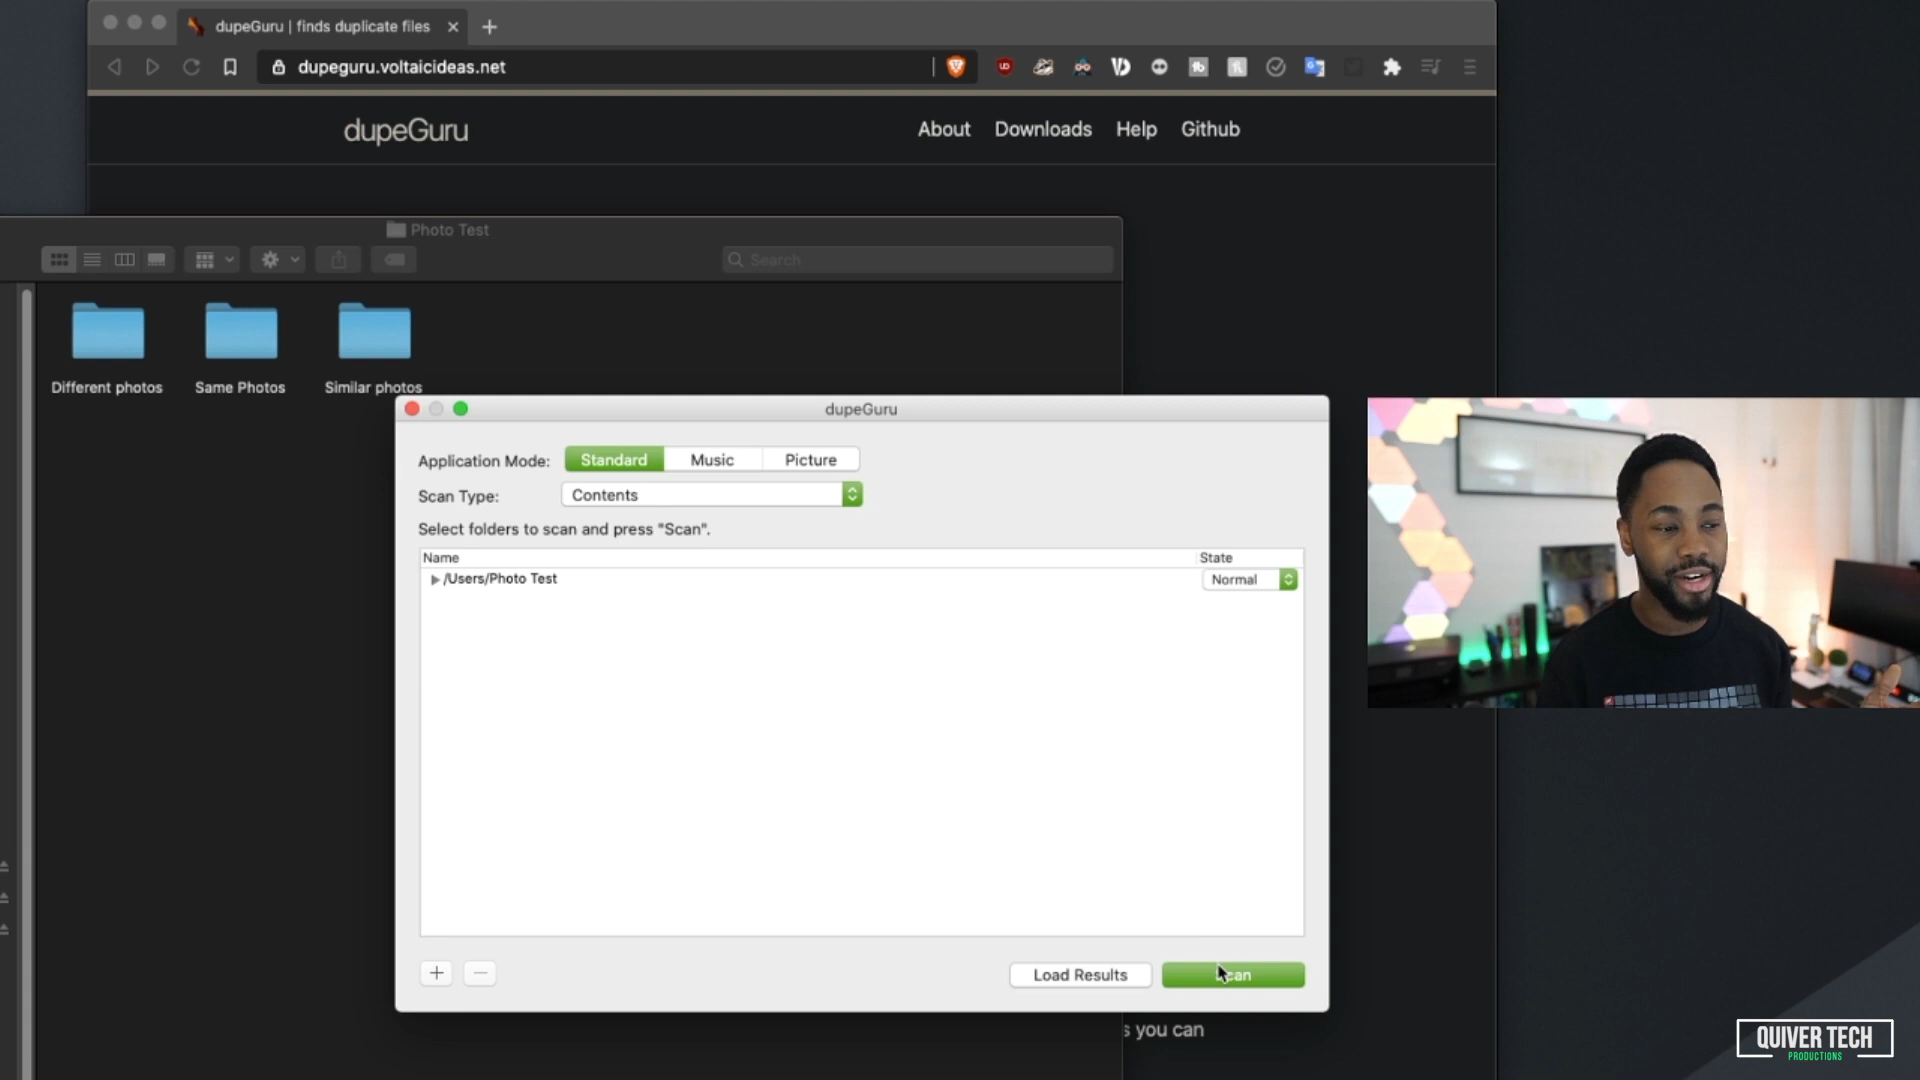 dupeGuru | finds duplicate files
dupeguru.voltaicideas.net
dupeGuru
About Downloads Help Github
Photo Test
Search
Different photos
Same Photos
Similar photos
dupeGuru
Application Mode: Standard Music Picture
Scan Type: Contents
Select folders to scan and press "Scan".
Name State
/Users/Photo Test Normal
Load Results
s you can
QUIVER TECH
PRODUCTIONS